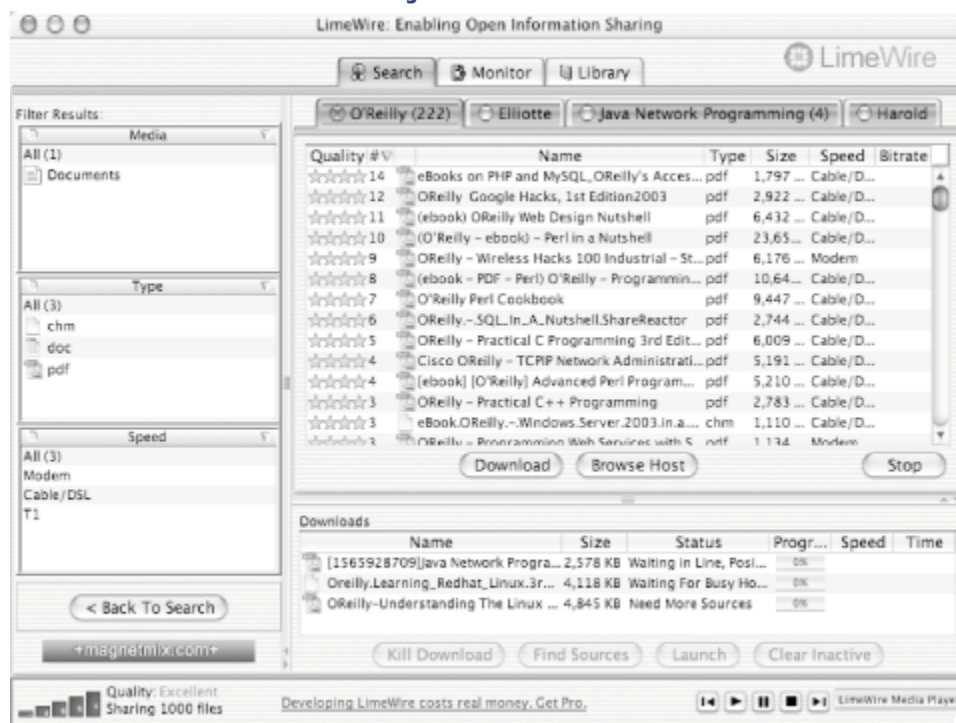 LimeWire: Enabling Open Information Sharing
LimeWire
Search Monitor Library
Filter Results:
Media
All (1)
Documents
Type
All (3)
chm
doc
pdf
Speed
All (3)
Modem
Cable/DSL
T1
< Back To Search
+magnetmix.com+
O'Reilly (222) Elliotte Java Network Programming (4) Harold
Quality # Name Type Size Speed Bitrate
14 eBooks on PHP and MySQL_OReilly's Acces... pdf 1,797 ... Cable/D...
12 OReilly Google Hacks, 1st Edition2003 pdf 2,922 ... Cable/D...
11 (ebook) OReilly Web Design Nutshell pdf 6,432 ... Cable/D...
10 (O'Reilly - ebook) - Perl in a Nutshell pdf 23,65... Cable/D...
9 OReilly - Wireless Hacks 100 Industrial - St... pdf 6,176 ... Modem
8 (ebook - PDF - Perl) O'Reilly - Programmin... pdf 10,64... Cable/D...
7 O'Reilly Perl Cookbook pdf 9,447 ... Cable/D...
6 OReilly.-.SQL_In_A_Nutshell.ShareReactor pdf 2,744 ... Cable/D...
5 OReilly - Practical C Programming 3rd Edit... pdf 6,009 ... Cable/D...
4 Cisco OReilly - TCPIP Network Administrati... pdf 5,191 ... Cable/D...
4 [ebook] [O'Reilly] Advanced Perl Program... pdf 5,210 ... Cable/D...
3 OReilly - Practical C++ Programming pdf 2,783 ... Cable/D...
3 eBook.OReilly.-.Windows.Server.2003.in.a.... chm 1,110 ... Cable/D...
3 OReilly - Programming Web Services with S... pdf 1,134 ... Modem
Download Browse Host Stop
Downloads
Name Size Status Progr... Speed Time
[1565928709]Java Network Progra... 2,578 KB Waiting in Line, Posi... 0%
Oreilly.Learning_Redhat_Linux.3r... 4,118 KB Waiting For Busy Ho... 0%
OReilly-Understanding The Linux ... 4,845 KB Need More Sources 0%
Kill Download Find Sources Launch Clear Inactive
Quality: Excellent
Sharing 1000 files
Developing LimeWire costs real money. Get Pro.
LimeWire Media Playe